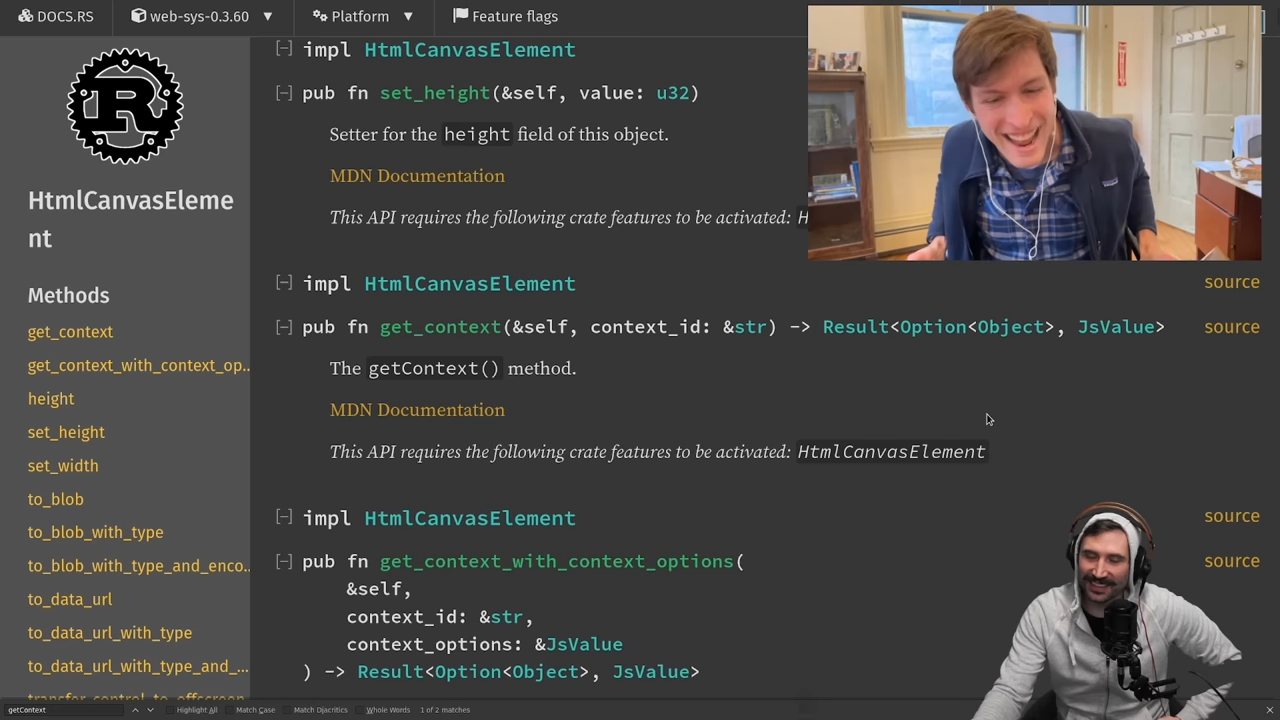 DOCS.RS
web-sys-0.3.60
Platform
Feature flags
R
HtmlCanvasEleme
nt
Methods
get_context
get_context_with_context_op...
height
set_height
set_width
to_blob
to_blob_with_type
to_blob_with_type_and_enco...
to_data_url
to_data_url_with_type
to_data_url_with_type_and_...
transfer_control_to_offscreen
[−] impl HtmlCanvasElement
[−] pub fn set_height(&self, value: u32)
Setter for the height field of this object.
MDN Documentation
This API requires the following crate features to be activated: H
[−] impl HtmlCanvasElement source
[−] pub fn get_context(&self, context_id: &str) -> Result<Option<Object>, JsValue> source
The getContext() method.
MDN Documentation
This API requires the following crate features to be activated: HtmlCanvasElement
[−] impl HtmlCanvasElement source
[−] pub fn get_context_with_context_options( source
&self,
context_id: &str,
context_options: &JsValue
) -> Result<Option<Object>, JsValue>
getContext Highlight All Match Case Match Diacritics Whole Words 1 of 2 matches